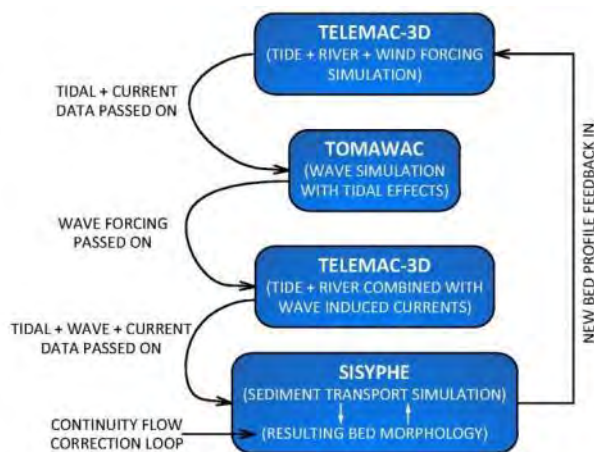 TELEMAC-3D
(TIDE + RIVER + WIND FORCING
SIMULATION)
TIDAL + CURRENT
DATA PASSED ON
TOMAWAC
(WAVE SIMULATION
WITH TIDAL EFFECTS)
WAVE FORCING
PASSED ON
TELEMAC-3D
(TIDE + RIVER COMBINED WITH
WAVE INDUCED CURRENTS)
TIDAL + WAVE + CURRENT
DATA PASSED ON
SISYPHE
(SEDIMENT TRANSPORT SIMULATION)
CONTINUITY FLOW
CORRECTION LOOP
(RESULTING BED MORPHOLOGY)
NEW BED PROFILE FEEDBACK IN